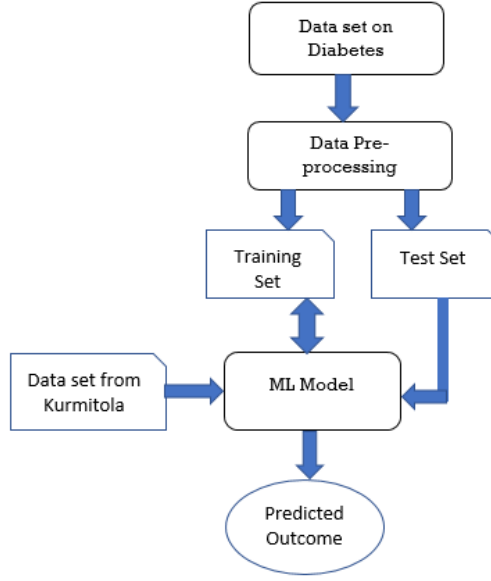 Data set on
Diabetes
Data Pre-
processing
Training
Set
Test Set
Data set from
Kurmitola
ML Model
Predicted
Outcome